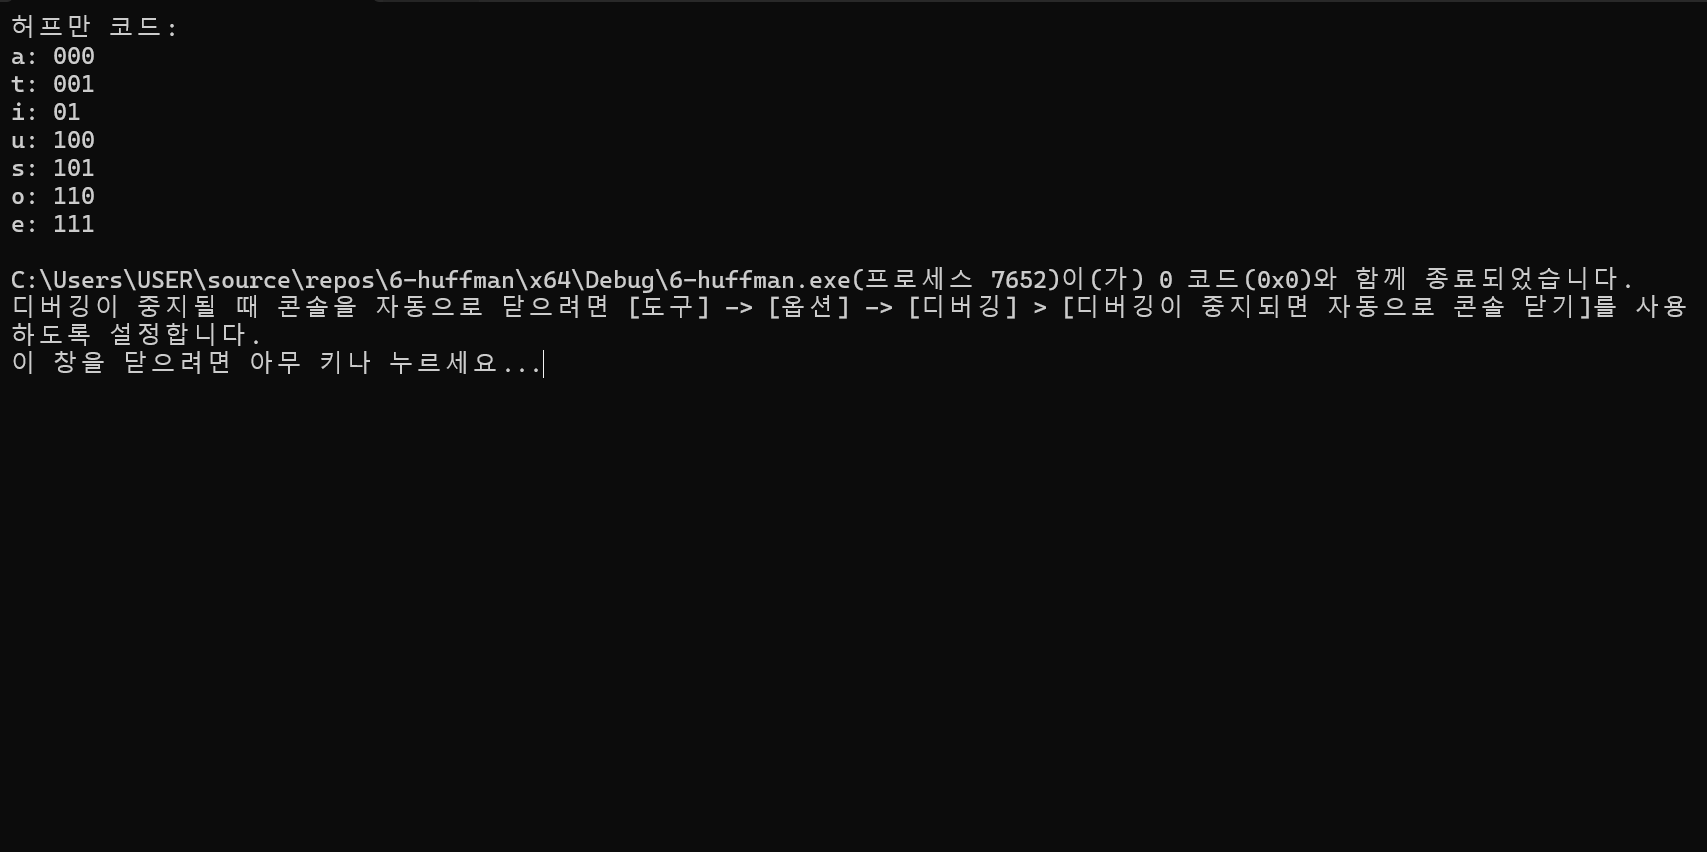 허프만 코드:
a: 000
t: 001
i: 01
u: 100
s: 101
o: 110
e: 111
C:\Users\USER\source\repos\6-huffman\x64\Debug\6-huffman.exe(프로세스 7652)이(가) 0 코드(0x0)와 함께 종료되었습니다.
디버깅이 중지될 때 콘솔을 자동으로 닫으려면 [도구] -> [옵션] -> [디버깅] > [디버깅이 중지되면 자동으로 콘솔 닫기]를 사용
하도록 설정합니다.
이 창을 닫으려면 아무 키나 누르세요...